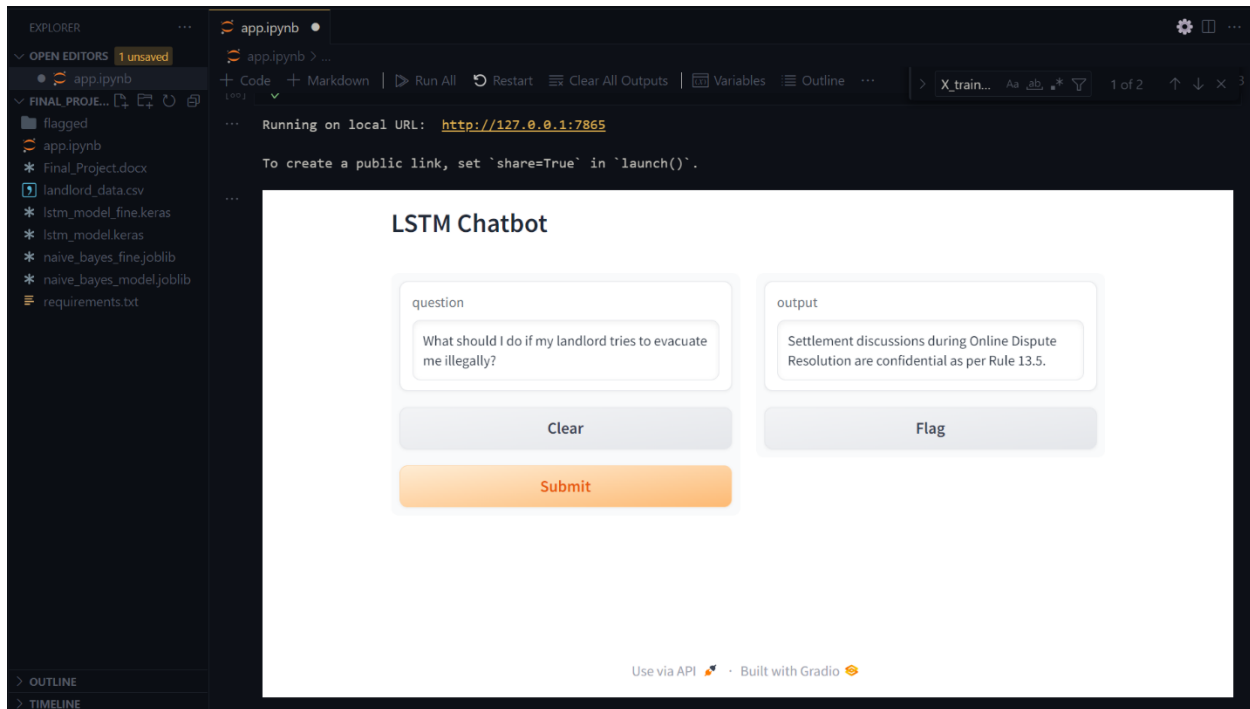 EXPLORER ···
OPEN EDITORS 1 unsaved
app.ipynb
FINAL_PROJE...
flagged
app.ipynb
Final_Project.docx
landlord_data.csv
lstm_model_fine.keras
lstm_model.keras
naive_bayes_fine.joblib
naive_bayes_model.joblib
requirements.txt
OUTLINE
TIMELINE
app.ipynb
app.ipynb > ...
+ Code + Markdown | Run All Restart Clear All Outputs | Variables Outline ···
X_train... Aa ab .* 1 of 2
Running on local URL: http://127.0.0.1:7865
To create a public link, set `share=True` in `launch()`.
LSTM Chatbot
question
What should I do if my landlord tries to evacuate
me illegally?
Clear
Submit
output
Settlement discussions during Online Dispute
Resolution are confidential as per Rule 13.5.
Flag
Use via API · Built with Gradio